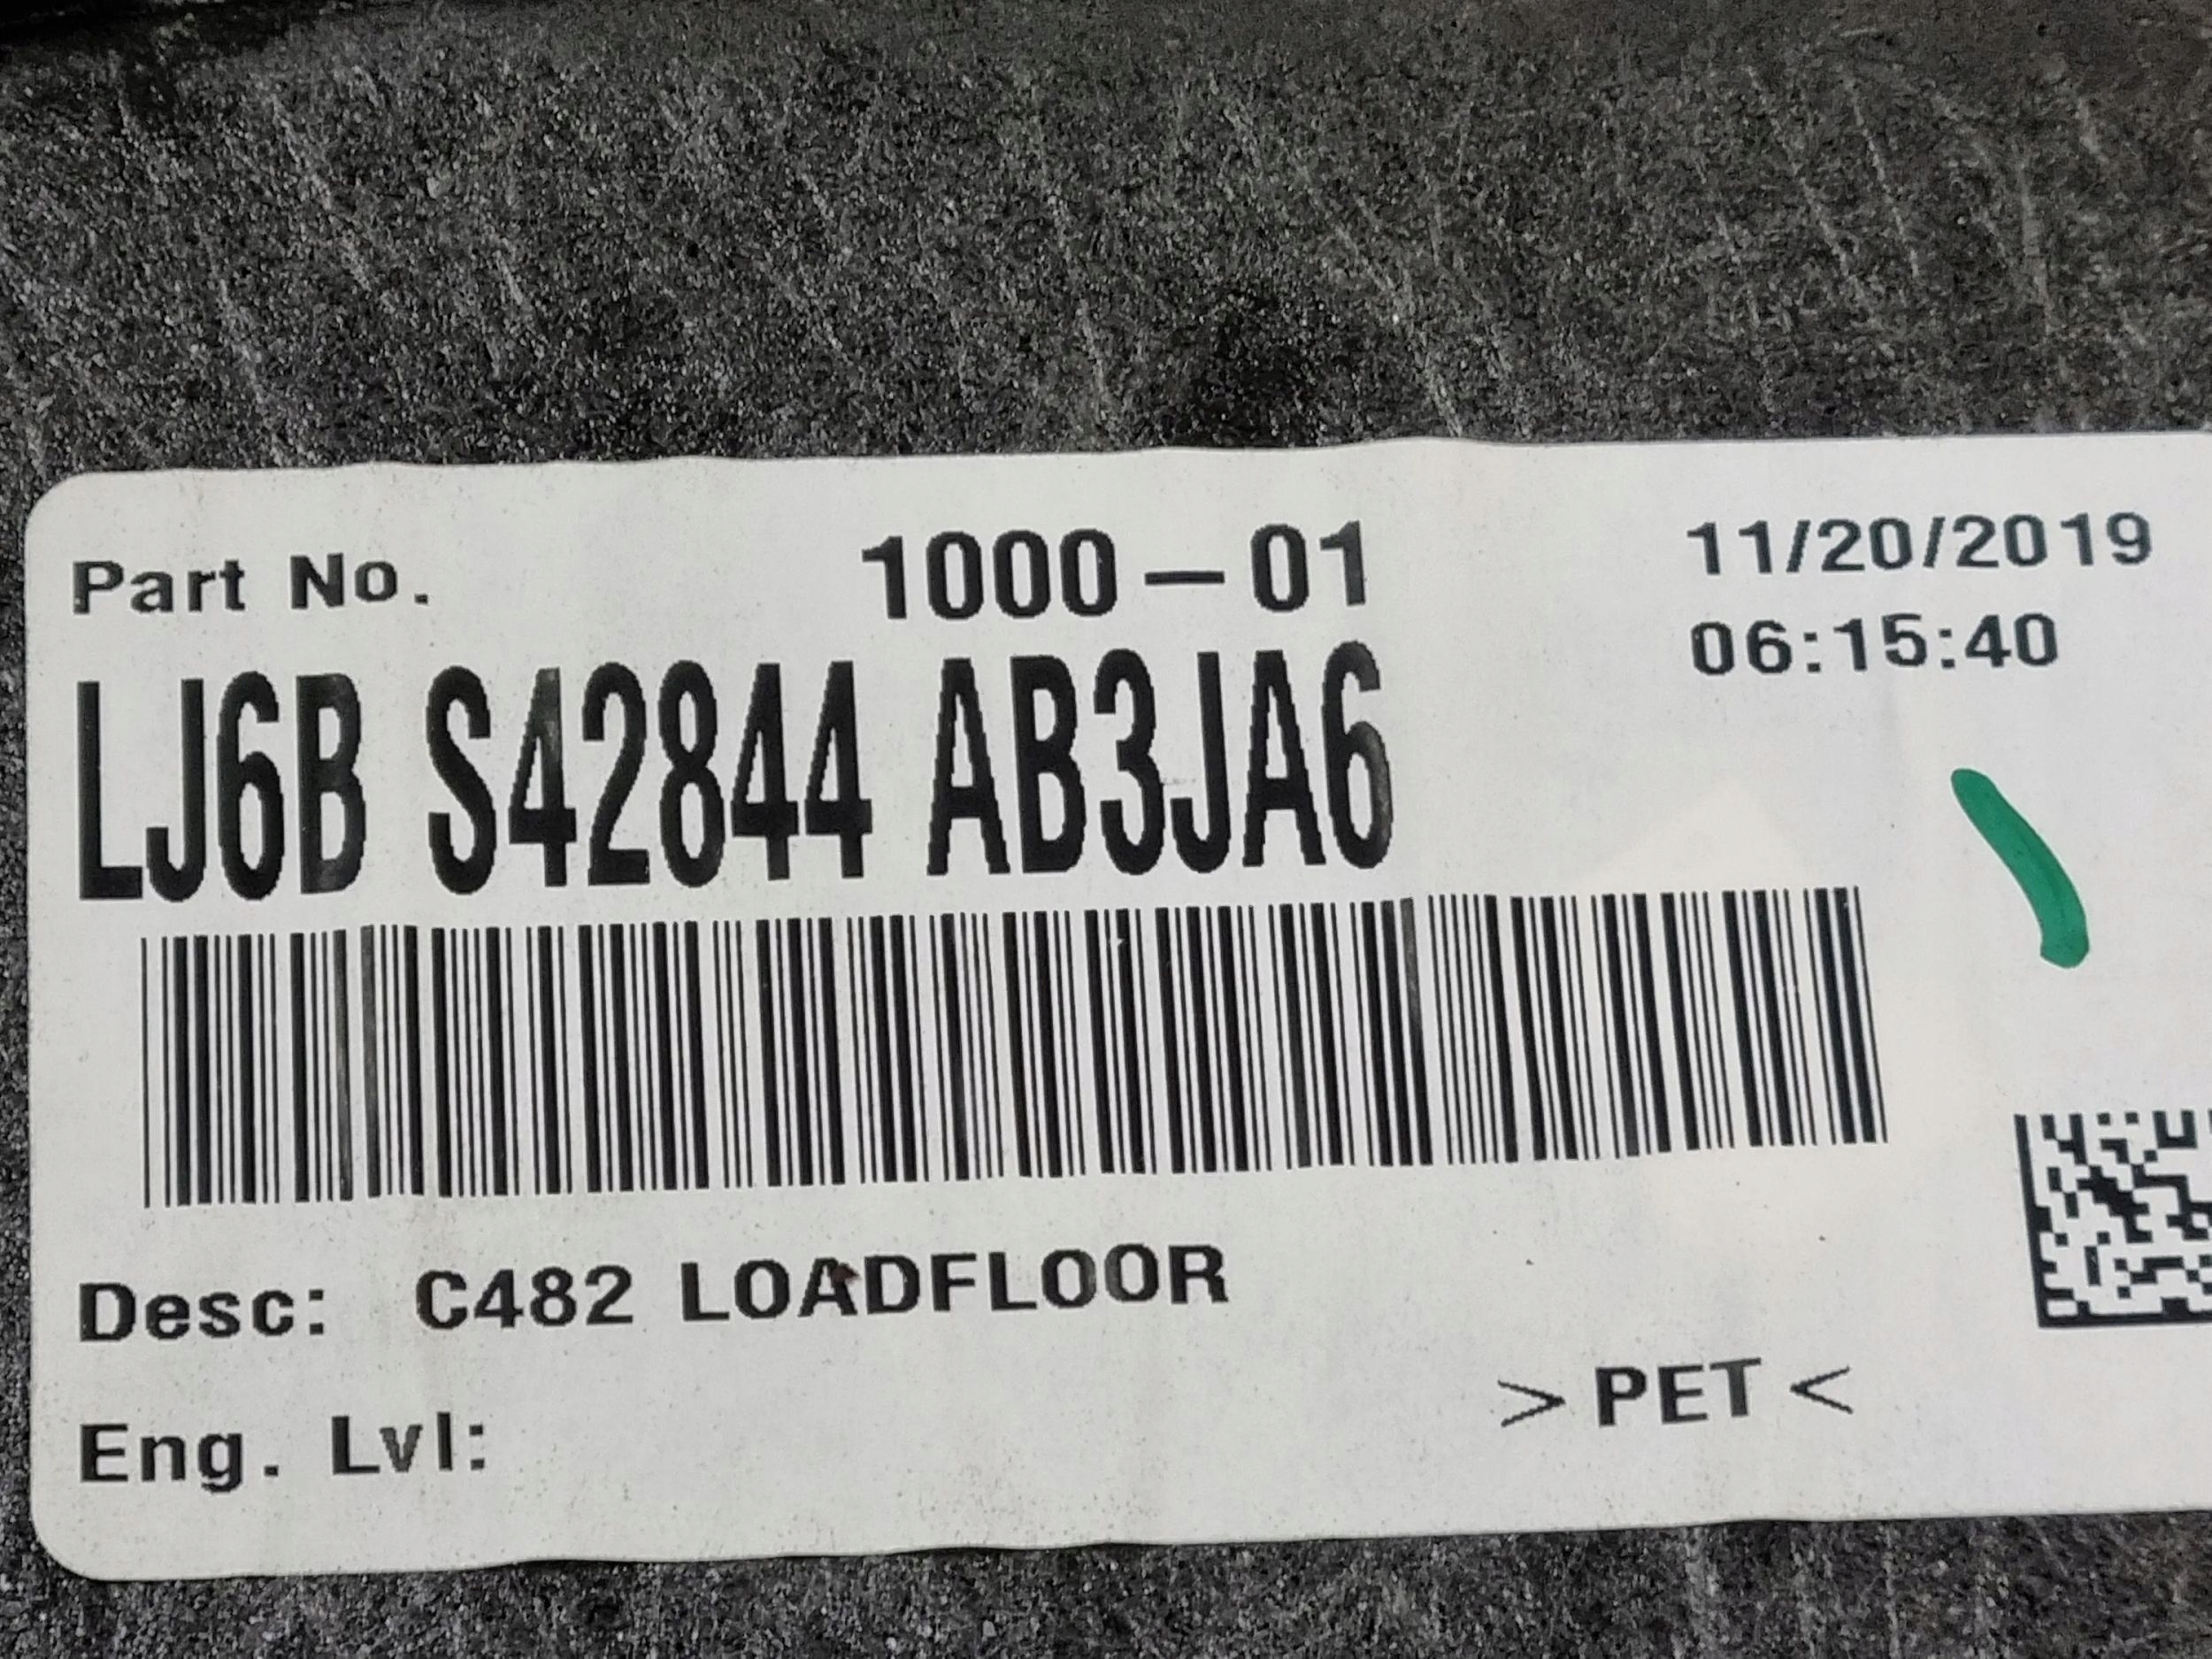 Part No. 1000-01 11/20/2019
06:15:40
LJ6B S42844 AB3JA6
Desc: C482 LOADFLOOR
>PET<
Eng. Lvl: